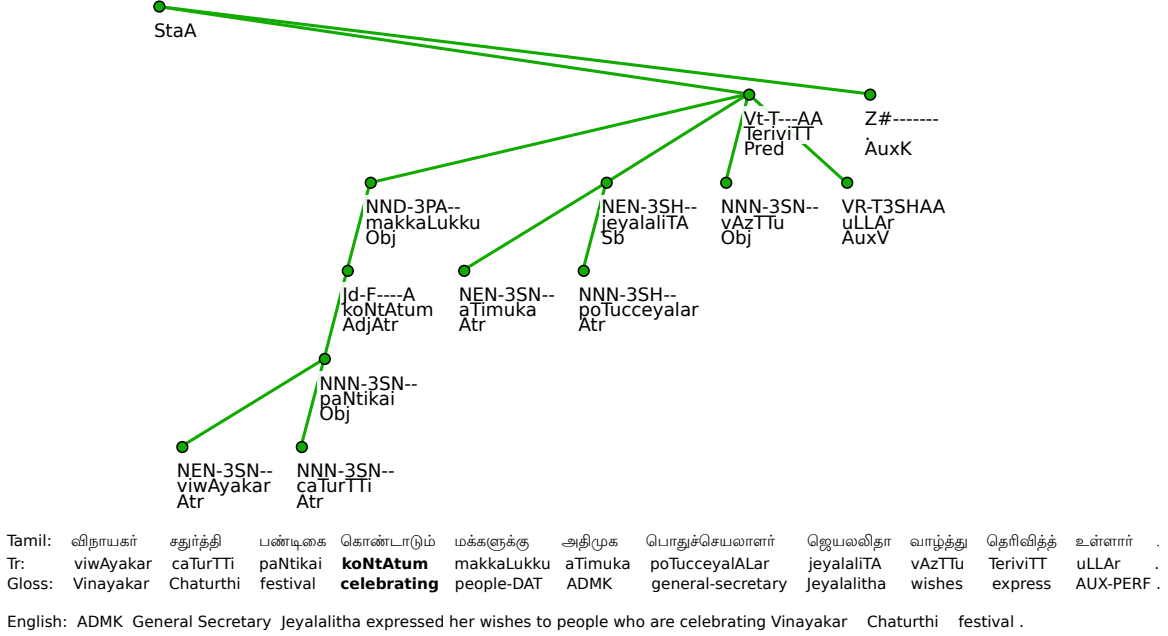 StaA
Vt-T---AA Z#-------
TeriviTT .
Pred AuxK
NND-3PA-- NEN-3SH-- NNN-3SN-- VR-T3SHAA
makkaLukku jeyalaliTA vAzTTu uLLAr
Obj Sb Obj AuxV
Jd-F----A NEN-3SN-- NNN-3SH--
koNtAtum aTimuka poTucceyalar
AdjAtr Atr Atr
NNN-3SN--
paNtikai
Obj
NEN-3SN-- NNN-3SN--
viwAyakar caTurTTi
Atr Atr
Tamil: விநாயகர் சதுர்த்தி பண்டிகை கொண்டாடும் மக்களுக்கு அதிமுக பொதுச்செயலாளர் ஜெயலலிதா வாழ்த்து தெரிவித்த் உள்ளார் .
Tr: viwAyakar caTurTTi paNtikai koNtAtum makkaLukku aTimuka poTucceyalALar jeyalaliTA vAzTTu TeriviTT uLLAr .
Gloss: Vinayakar Chaturthi festival celebrating people-DAT ADMK general-secretary Jeyalalitha wishes express AUX-PERF .
English: ADMK General Secretary Jeyalalitha expressed her wishes to people who are celebrating Vinayakar Chaturthi festival .